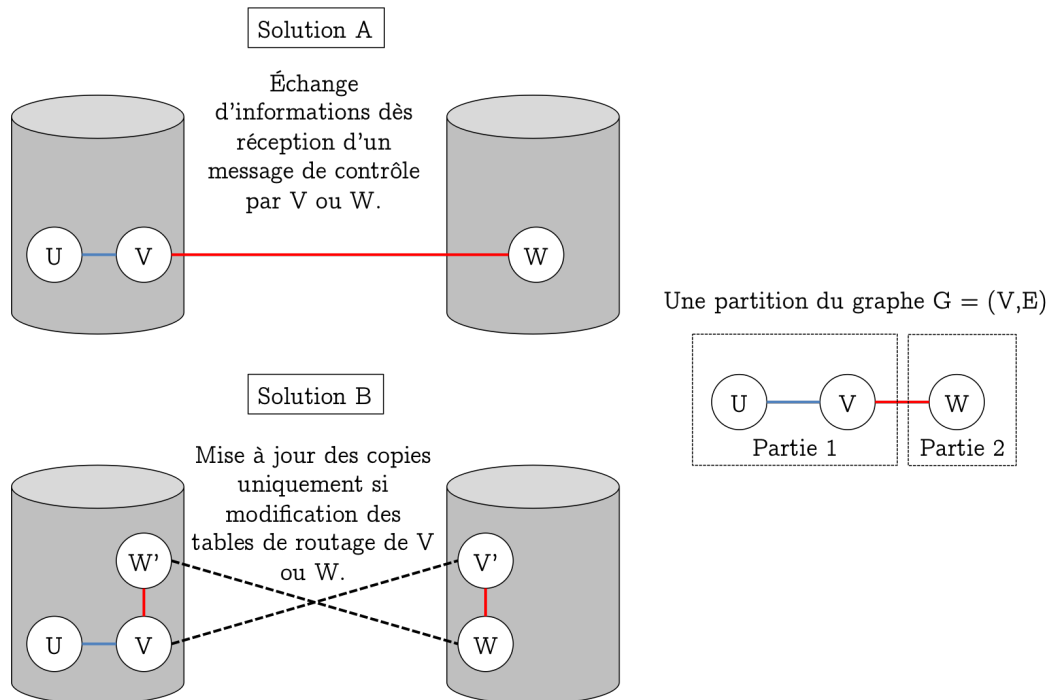 Solution A
Échange
d'informations dès
réception d'un
message de contrôle
par V ou W.
U
V
W
Une partition du graphe G = (V,E)
U
V
W
Partie 1
Partie 2
Solution B
Mise à jour des copies
uniquement si
modification des
tables de routage de V
ou W.
W'
V'
U
V
W